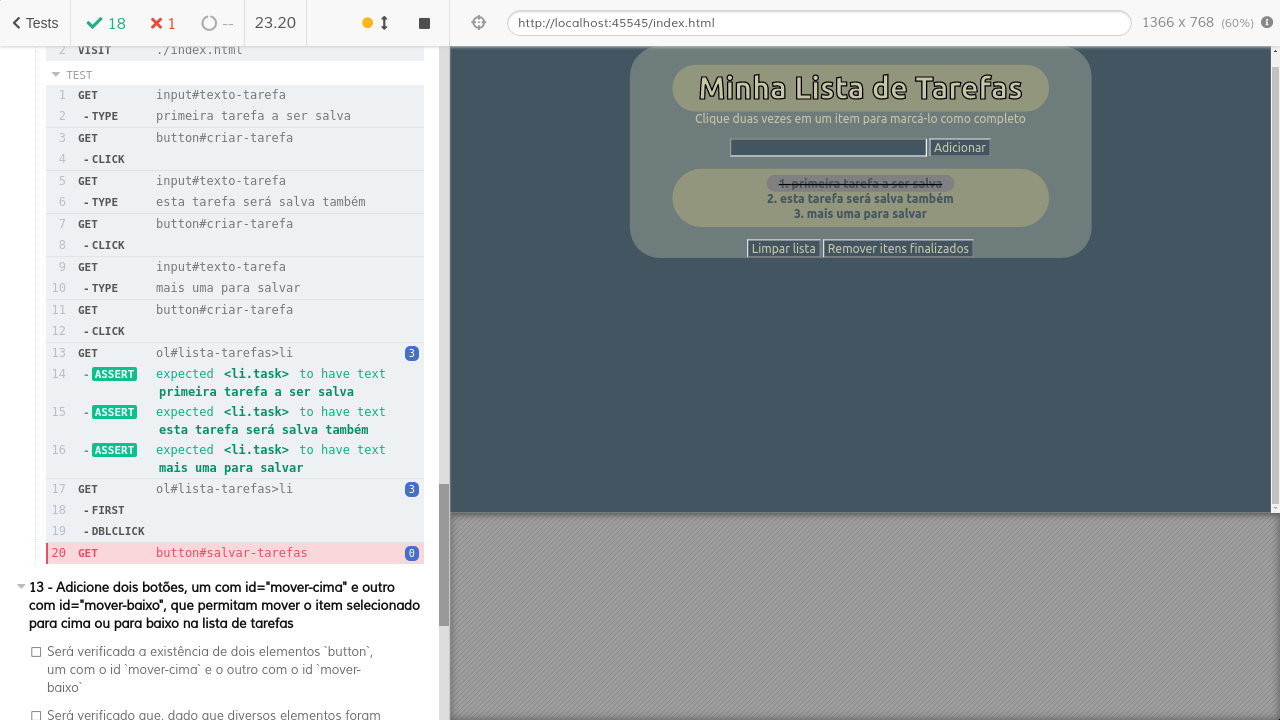 Tests
18
1
--
23.20
http://localhost:45545/index.html
1366 x 768 (60%)
2 VISIT ./index.html
TEST
1 GET input#texto-tarefa
2 - TYPE primeira tarefa a ser salva
3 GET button#criar-tarefa
4 - CLICK
5 GET input#texto-tarefa
6 - TYPE esta tarefa será salva também
7 GET button#criar-tarefa
8 - CLICK
9 GET input#texto-tarefa
10 - TYPE mais uma para salvar
11 GET button#criar-tarefa
12 - CLICK
13 GET ol#lista-tarefas>li 3
14 - ASSERT expected <li.task> to have text
primeira tarefa a ser salva
15 - ASSERT expected <li.task> to have text
esta tarefa será salva também
16 - ASSERT expected <li.task> to have text
mais uma para salvar
17 GET ol#lista-tarefas>li 3
18 - FIRST
19 - DBLCLICK
20 GET button#salvar-tarefas 0
13 - Adicione dois botões, um com id="mover-cima" e outro
com id="mover-baixo", que permitam mover o item selecionado
para cima ou para baixo na lista de tarefas
Será verificada a existência de dois elementos `button`,
um com o id `mover-cima` e o outro com o id `mover-
baixo`
Será verificado que, dado que diversos elementos foram
Minha Lista de Tarefas
Clique duas vezes em um item para marcá-lo como completo
Adicionar
1. primeira tarefa a ser salva
2. esta tarefa será salva também
3. mais uma para salvar
Limpar lista
Remover itens finalizados